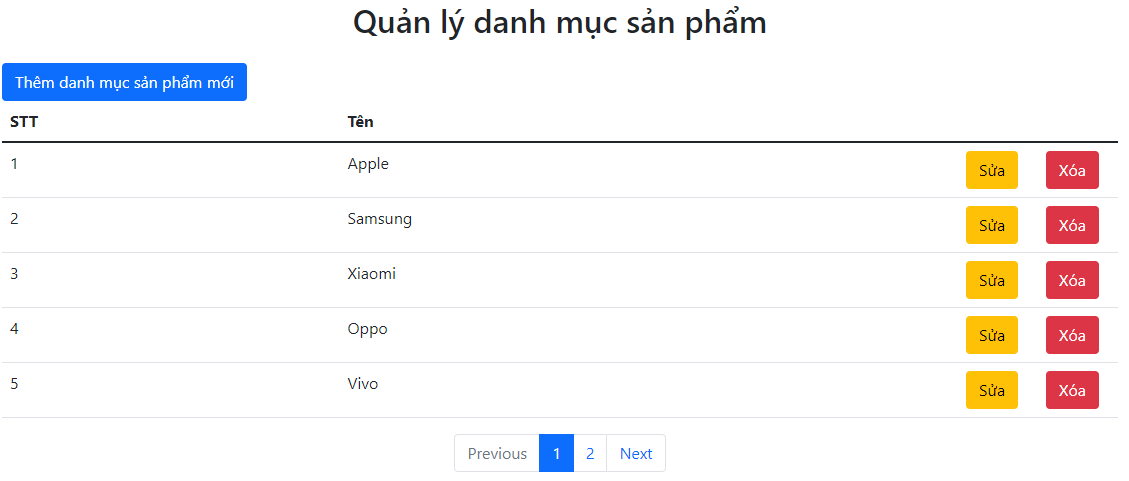 Quản lý danh mục sản phẩm
Thêm danh mục sản phẩm mới
STT Tên
1 Apple Sửa Xóa
2 Samsung Sửa Xóa
3 Xiaomi Sửa Xóa
4 Oppo Sửa Xóa
5 Vivo Sửa Xóa
Previous 1 2 Next